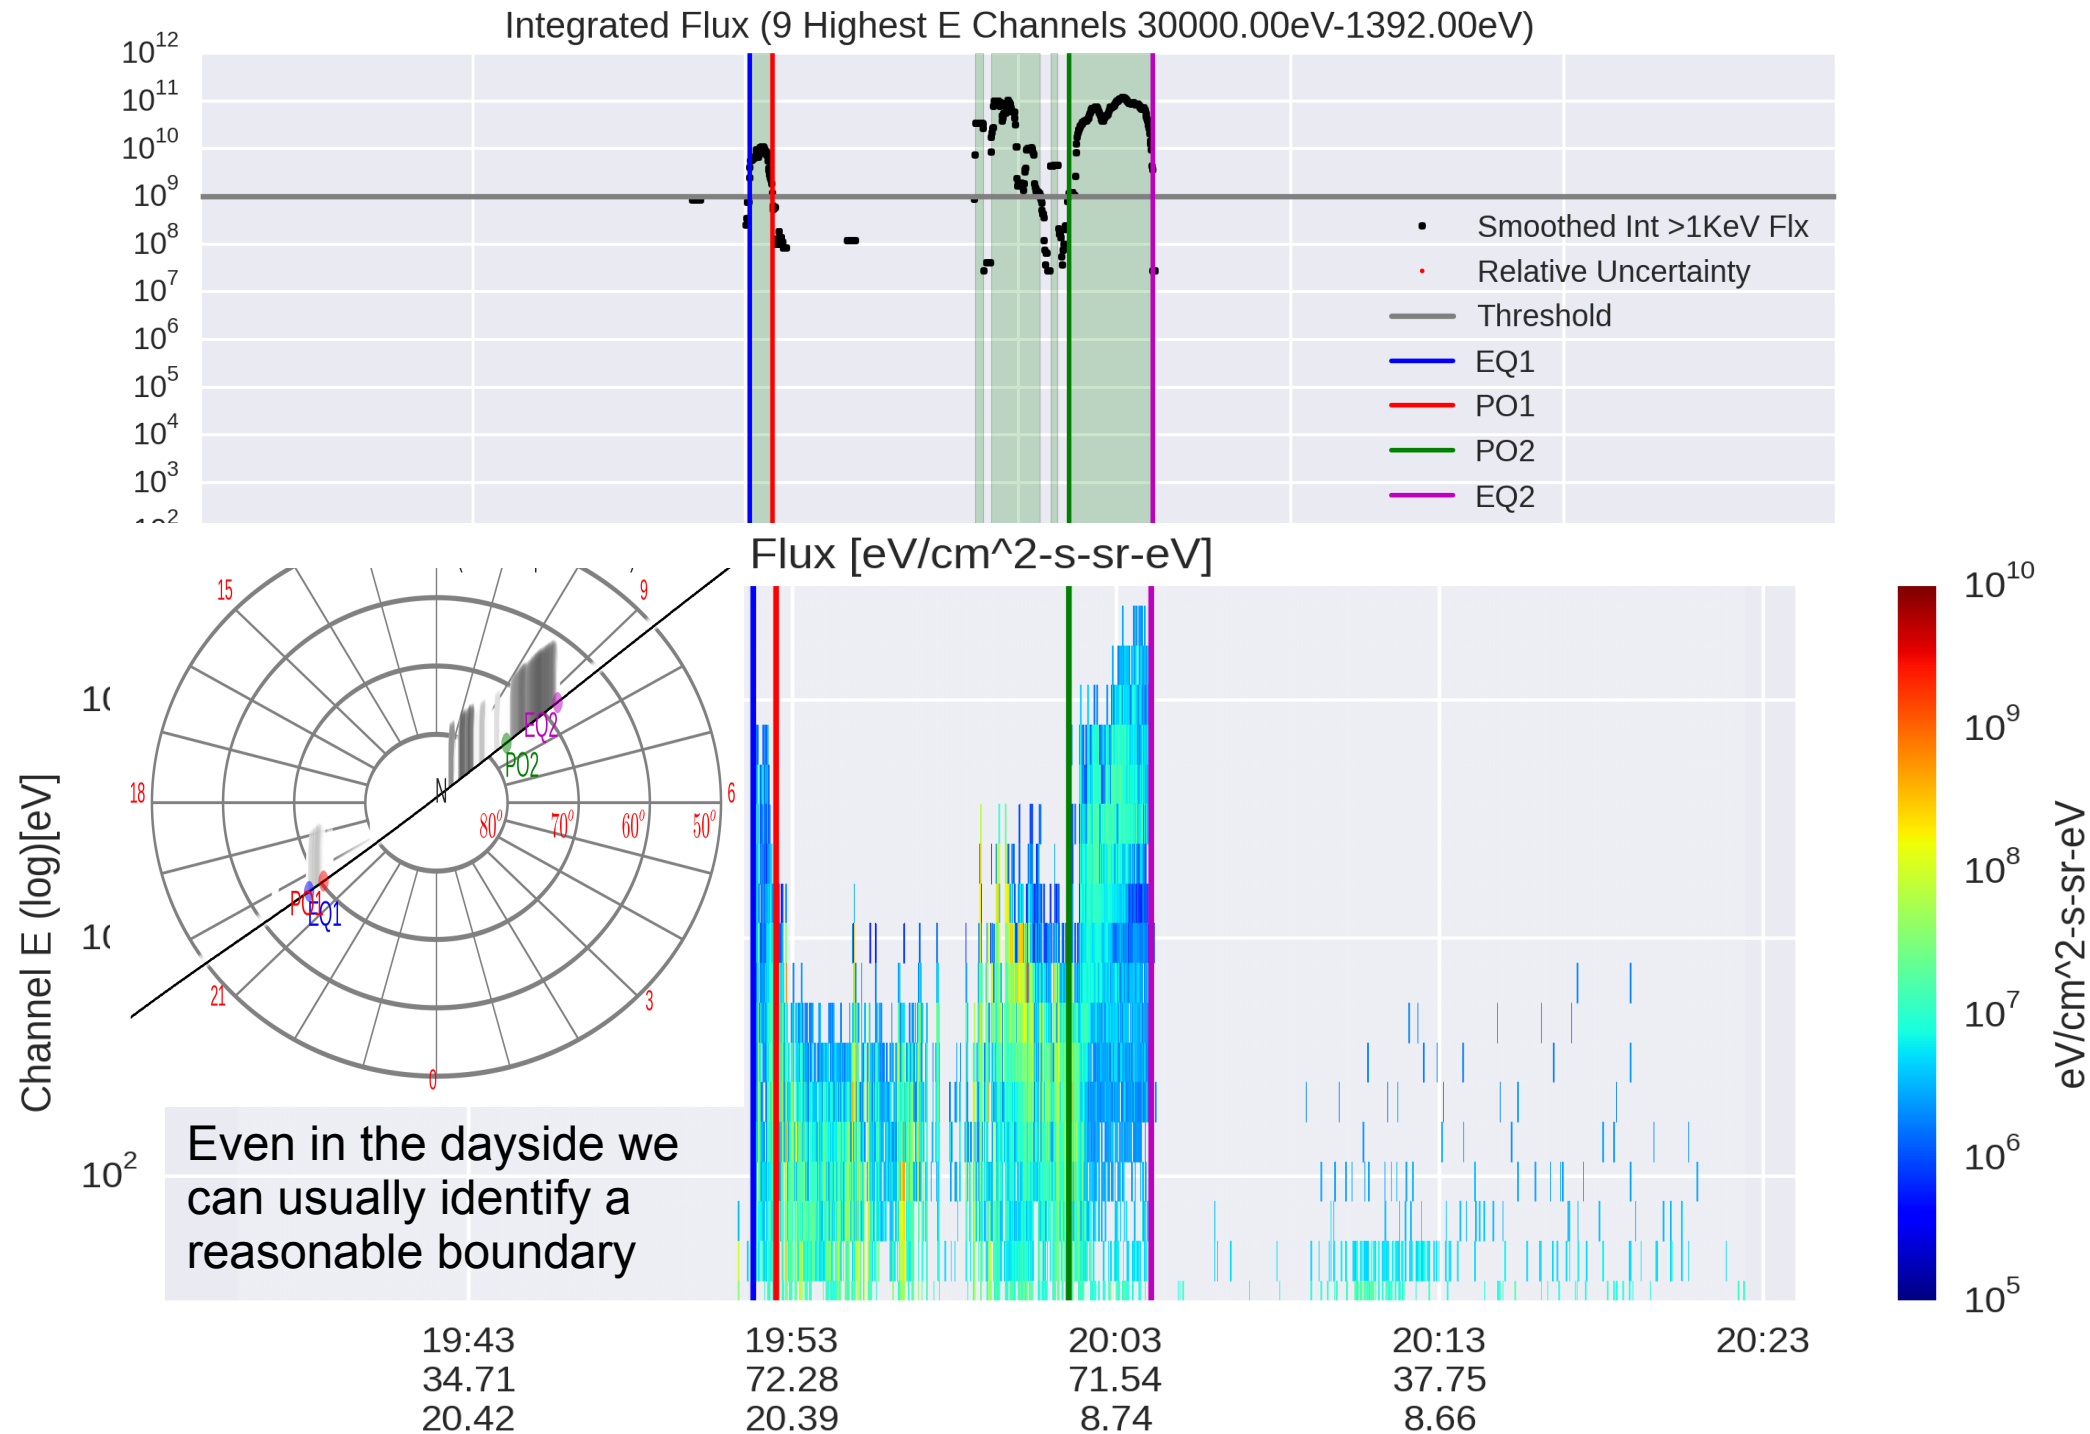 Integrated Flux (9 Highest E Channels 30000.00eV-1392.00eV)
10^12
10^11
10^10
10^9
10^8
10^7
10^6
10^5
10^4
10^3
10^2
Smoothed Int >1KeV Flx
Relative Uncertainty
Threshold
EQ1
PO1
PO2
EQ2
Flux [eV/cm^2-s-sr-eV]
15
9
EQ2
PO2
N
18
6
80°
70°
60°
50°
PO1
EQ1
21
3
0
Channel E (log)[eV]
10^2
Even in the dayside we
can usually identify a
reasonable boundary
10^10
10^9
10^8
10^7
10^6
10^5
eV/cm^2-s-sr-eV
19:43 19:53 20:03 20:13 20:23
34.71 72.28 71.54 37.75
20.42 20.39 8.74 8.66